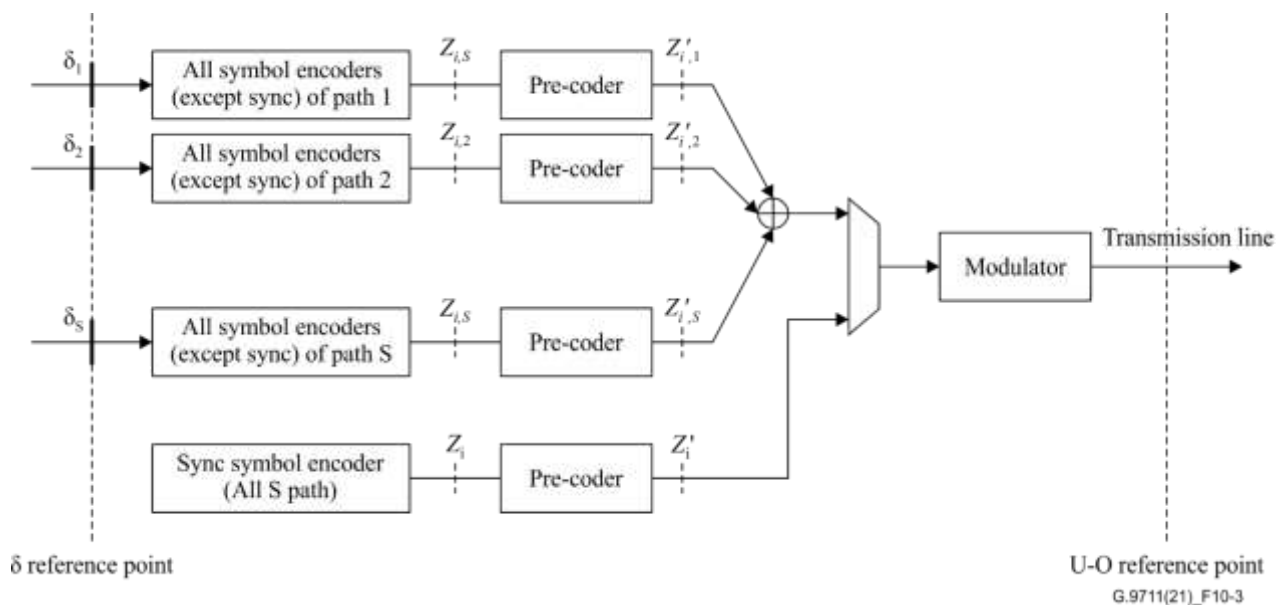 δ1
All symbol encoders
(except sync) of path 1
Zi,S
Pre-coder
Z'i,1
δ2
All symbol encoders
(except sync) of path 2
Zi,2
Pre-coder
Z'i,2
Modulator
Transmission line
δS
All symbol encoders
(except sync) of path S
Zi,S
Pre-coder
Z'i,S
Sync symbol encoder
(All S path)
Zi
Pre-coder
Z'i
δ reference point
U-O reference point
G.9711(21)_F10-3